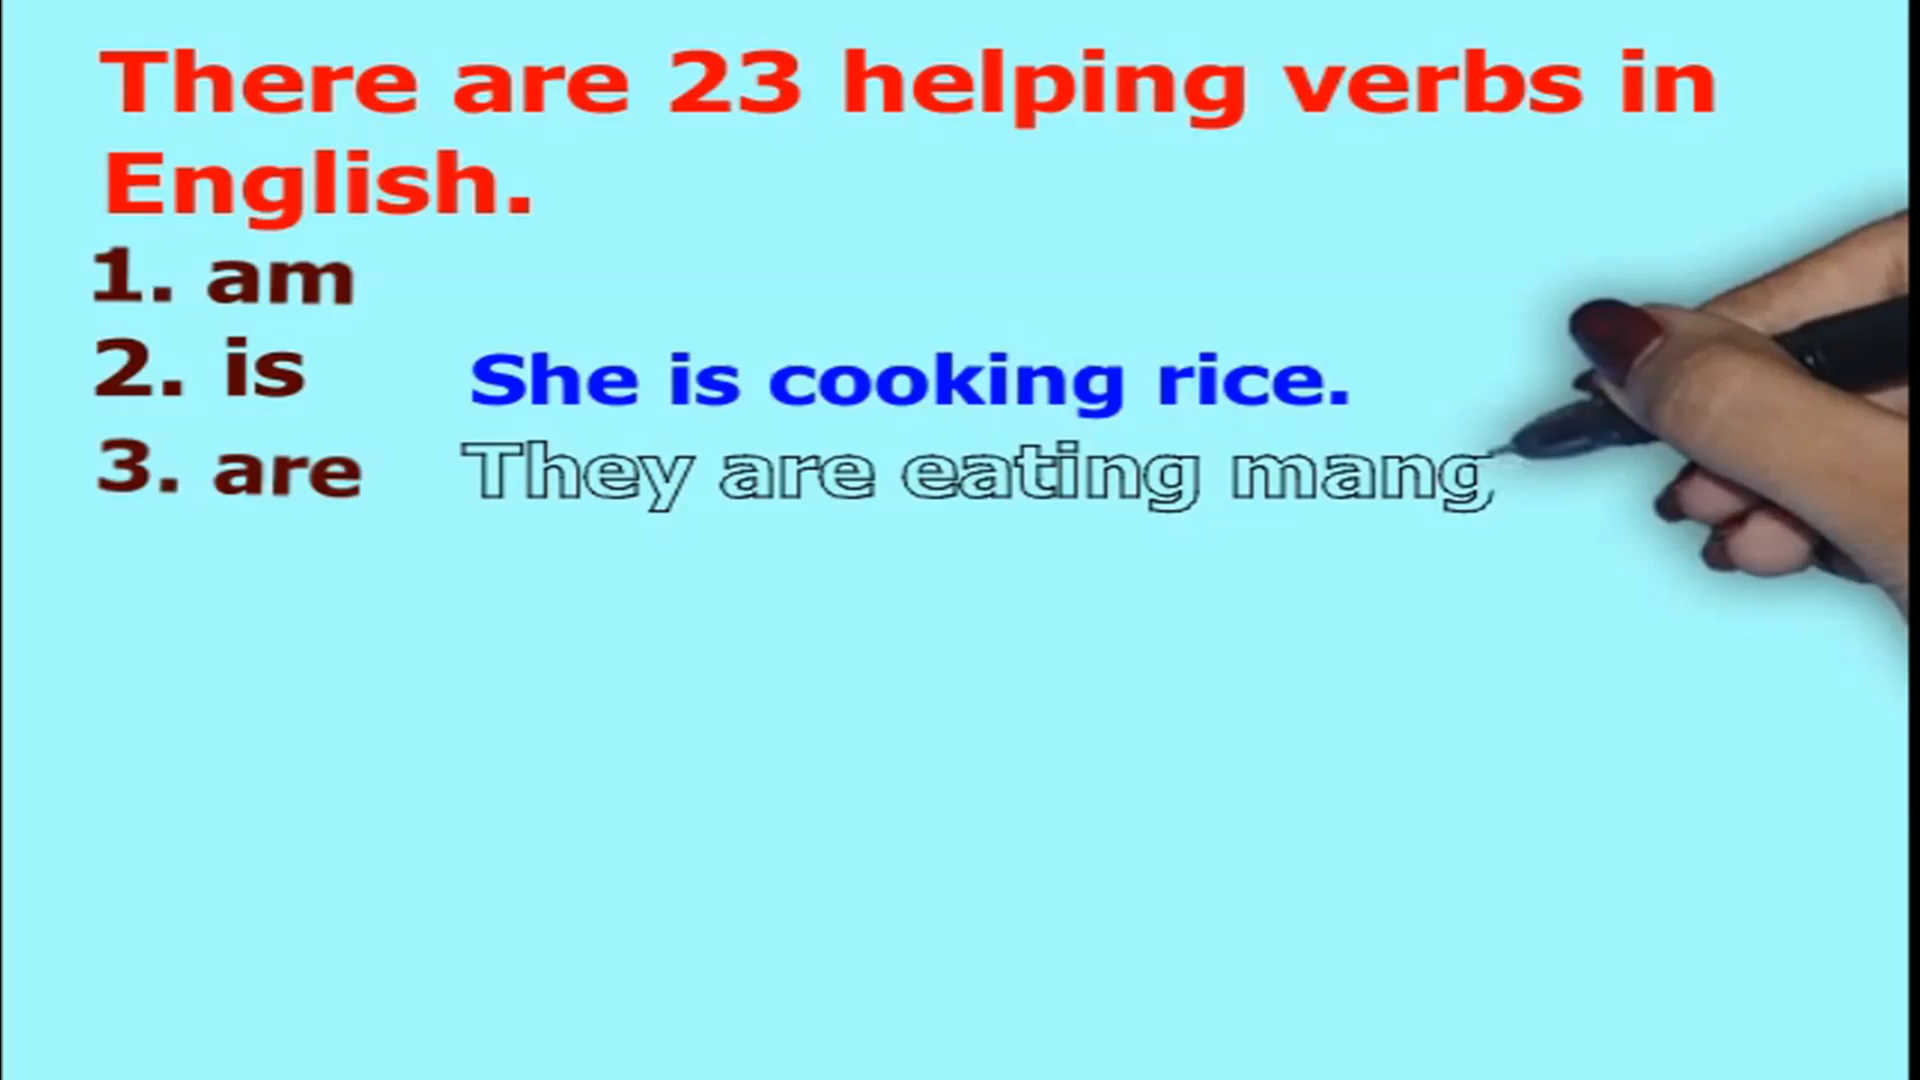 There are 23 helping verbs in
English.
1. am
2. is
She is cooking rice.
3. are
They are eating mang